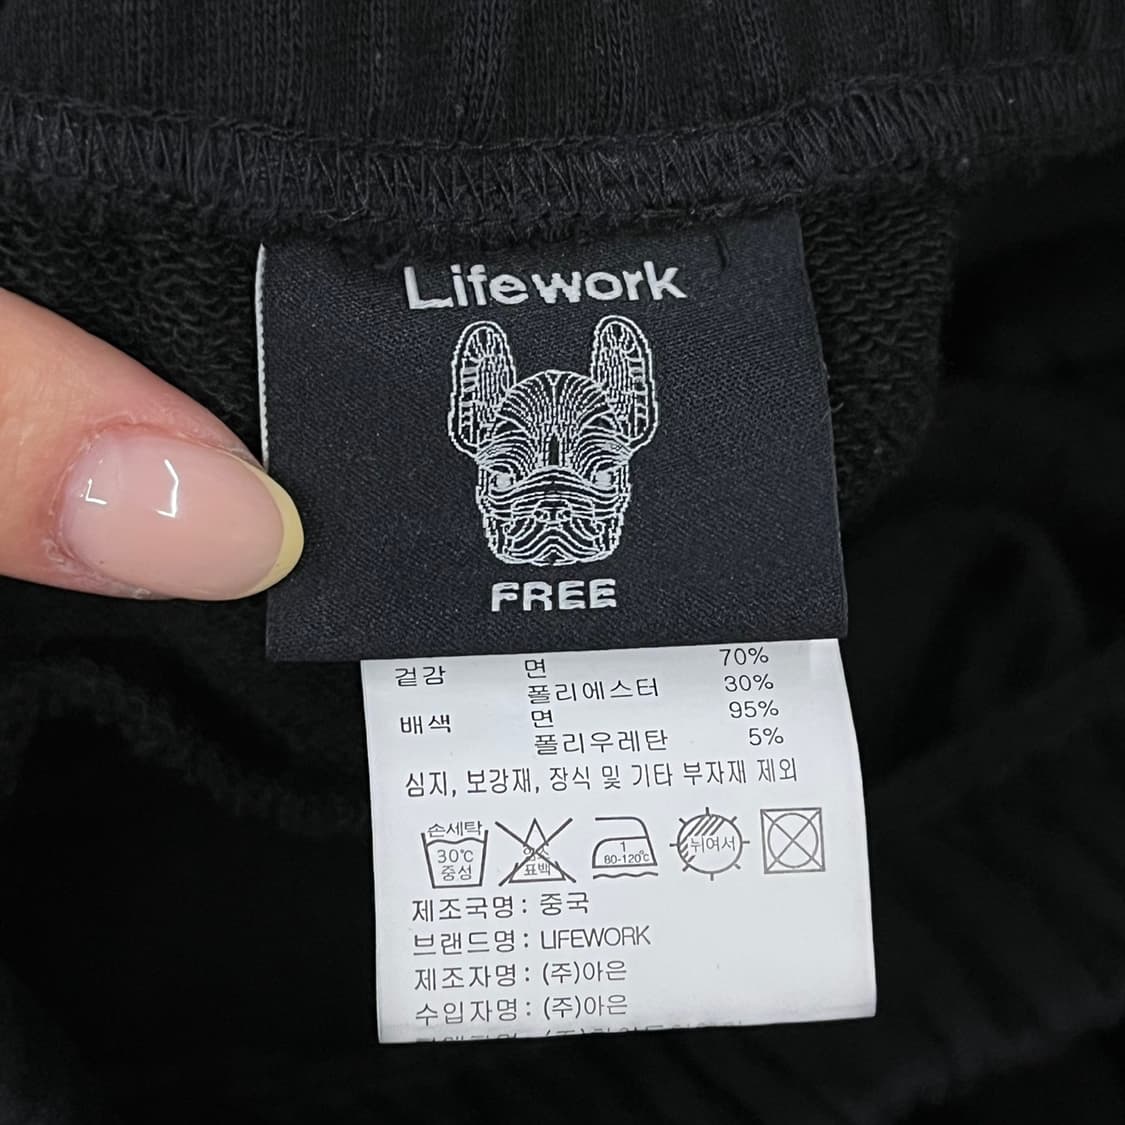 Lifework
FREE
겉감 면 70%
폴리에스터 30%
배색 면 95%
폴리우레탄 5%
심지, 보강재, 장식 및 기타 부자재 제외
손세탁
30℃
중성
염소
표백
1
80-120℃
뉘여서
제조국명: 중국
브랜드명: LIFEWORK
제조자명: (주)아은
수입자명: (주)아은